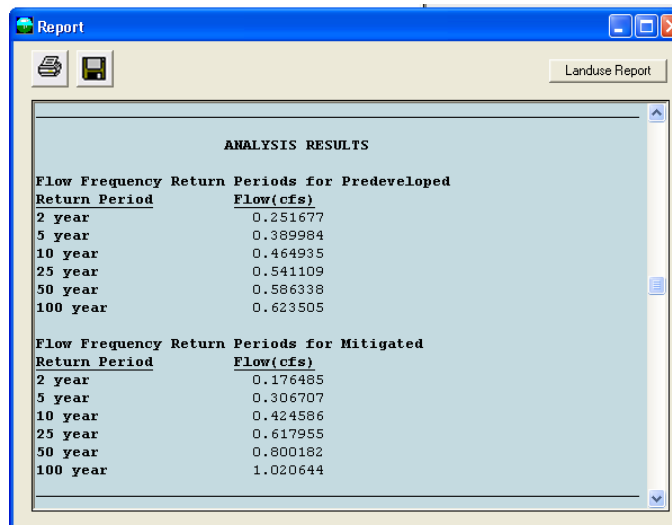 Report
Landuse Report
ANALYSIS RESULTS
Flow Frequency Return Periods for Predeveloped
Return Period Flow(cfs)
2 year 0.251677
5 year 0.389984
10 year 0.464935
25 year 0.541109
50 year 0.586338
100 year 0.623505
Flow Frequency Return Periods for Mitigated
Return Period Flow(cfs)
2 year 0.176485
5 year 0.306707
10 year 0.424586
25 year 0.617955
50 year 0.800182
100 year 1.020644